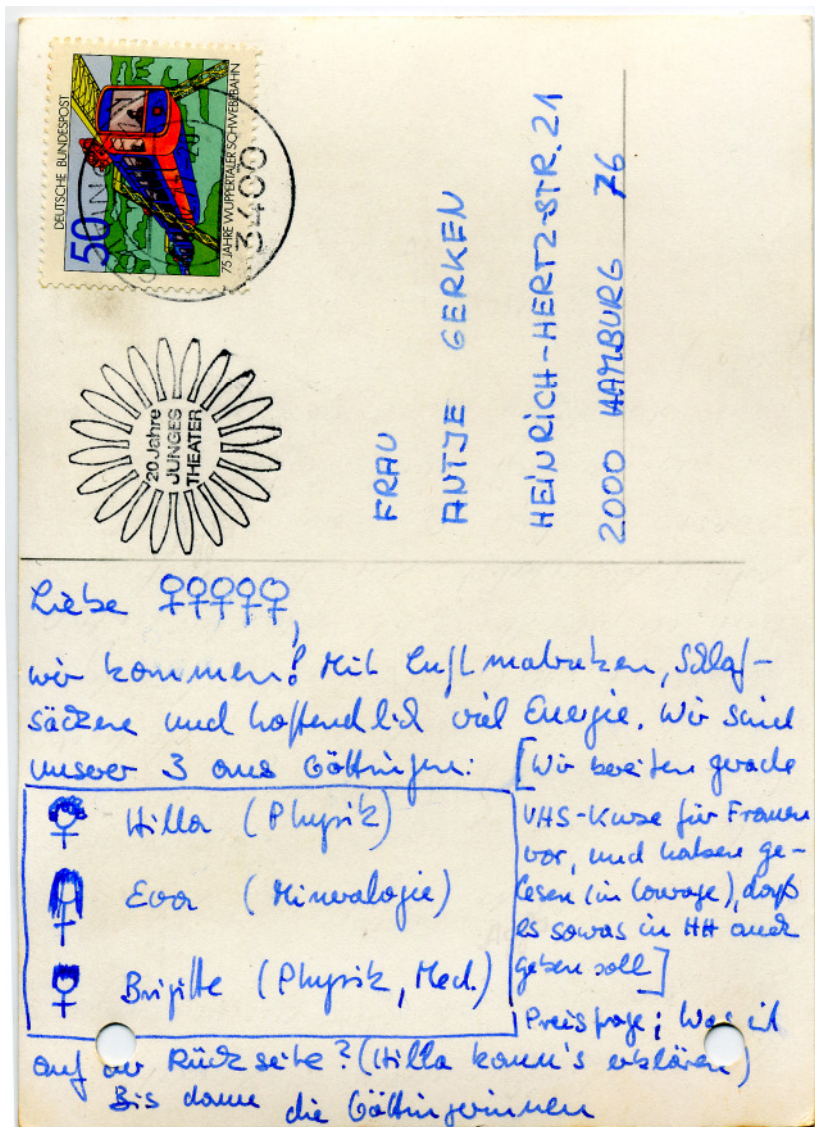 DEUTSCHE BUNDESPOST
50
75 JAHRE WUPPERTALER SCHWEBEBAHN
3400
20 Jahre
JUNGES
THEATER
FRAU
ANTJE GERKEN
HEINRICH-HERTZ-STR. 21
2000 HAMBURG 76
Liebe ♀♀♀♀♀,
wir kommen! Mit Luftmatratzen, Schlaf-
säcken und hoffendlich viel Energie. Wir sind
unserer 3 aus Göttingen:
Hilla (Physik)
Eva (Mineralogie)
Brigitte (Physik, Med.)
[Wir bereiten gerade
VHS-Kurse für Frauen
vor, und haben ge-
lesen (in Courage), daß
es sowas in HH auch
geben soll]
Preisfrage: Was ist
auf der Rückseite? (Hilla kann's erklären)
Bis dann die Göttingerinnen